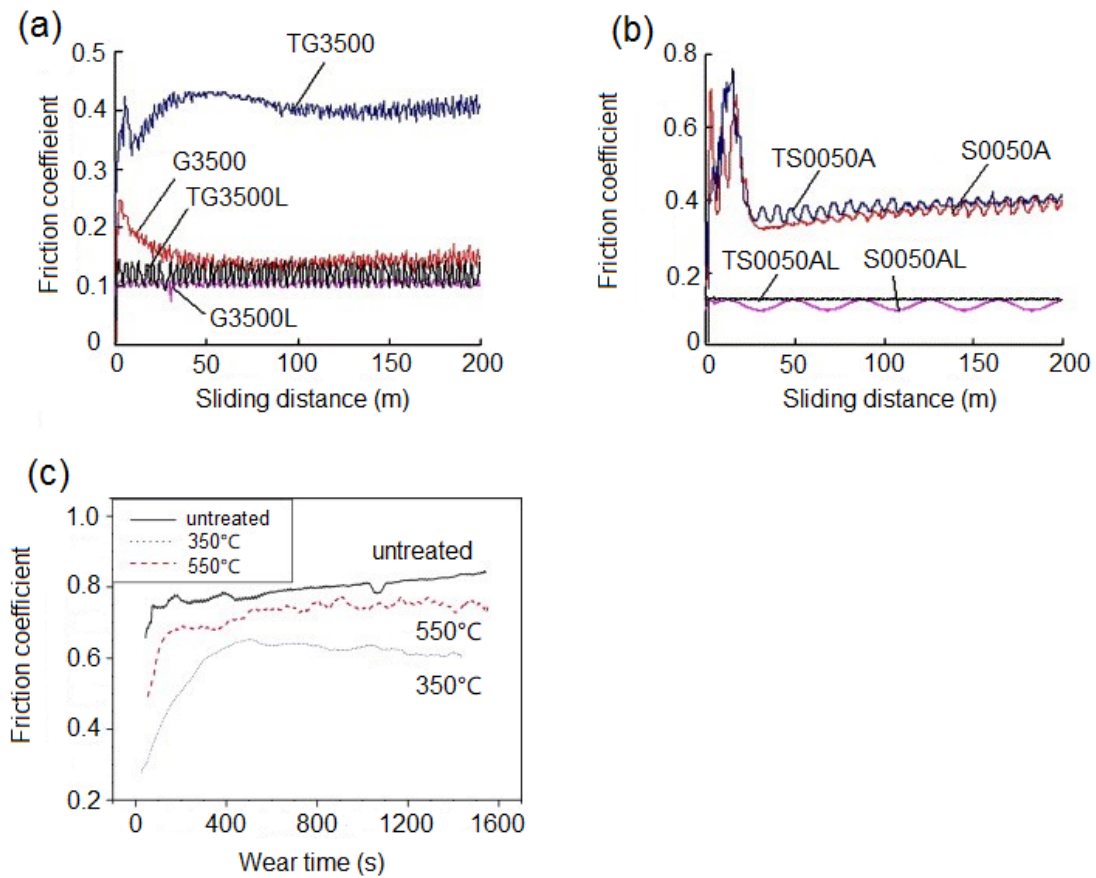 (a)
0.5
0.4
0.3
0.2
0.1
0
Friction coeffieient
TG3500
G3500
TG3500L
G3500L
0
50
100
150
200
Sliding distance (m)
(b)
0.8
0.6
0.4
0.2
0
Friction coefficient
TS0050A
S0050A
TS0050AL
S0050AL
0
50
100
150
200
Sliding distance (m)
(c)
1.0
0.8
0.6
0.4
0.2
Friction coefficient
untreated
350°C
550°C
untreated
550°C
350°C
0
400
800
1200
1600
Wear time (s)